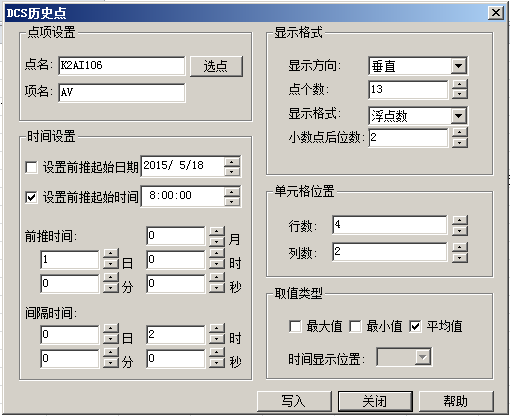 DCS历史点
点项设置
点名: K2AI106 选点
项名: AV
时间设置
设置前推起始日期 2015/ 5/18
设置前推起始时间 8:00:00
前推时间: 0 月
1 日 0 时
0 分 0 秒
间隔时间:
0 日 2 时
0 分 0 秒
显示格式
显示方向: 垂直
点个数: 13
显示格式: 浮点数
小数点后位数: 2
单元格位置
行数: 4
列数: 2
取值类型
最大值 最小值 平均值
时间显示位置:
写入 关闭 帮助